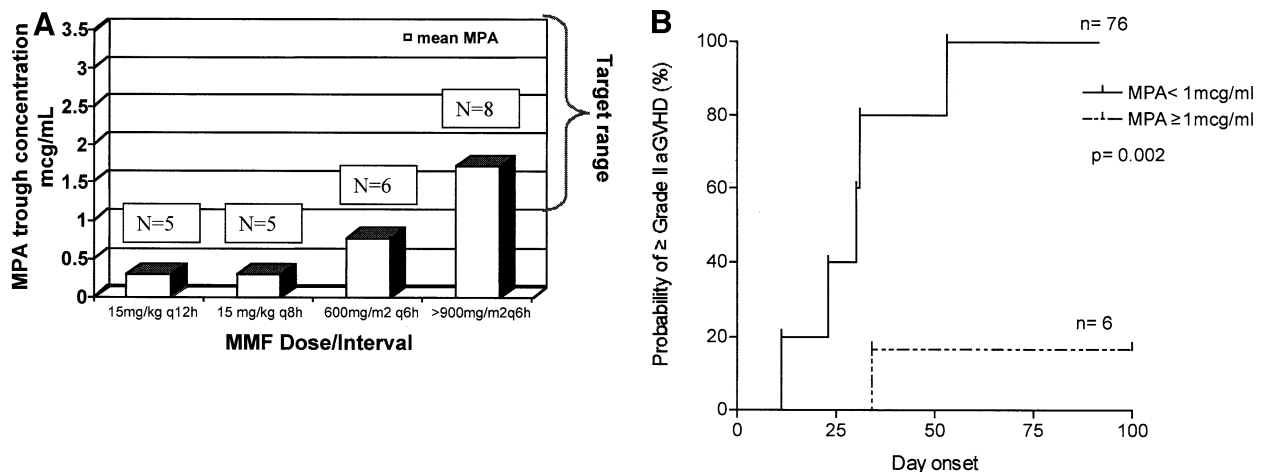 A
3.5
3
2.5
2
1.5
1
0.5
0
MPA trough concentration
mcg/mL
mean MPA
N=5
N=5
N=6
N=8
Target range
15mg/kg q12h
15 mg/kg q8h
600mg/m2 q6h
>900mg/m2q6h
MMF Dose/Interval
B
n= 76
100
80
60
40
20
0
Probability of ≥ Grade II aGVHD (%)
MPA< 1mcg/ml
MPA ≥1mcg/ml
p= 0.002
n= 6
0
25
50
75
100
Day onset